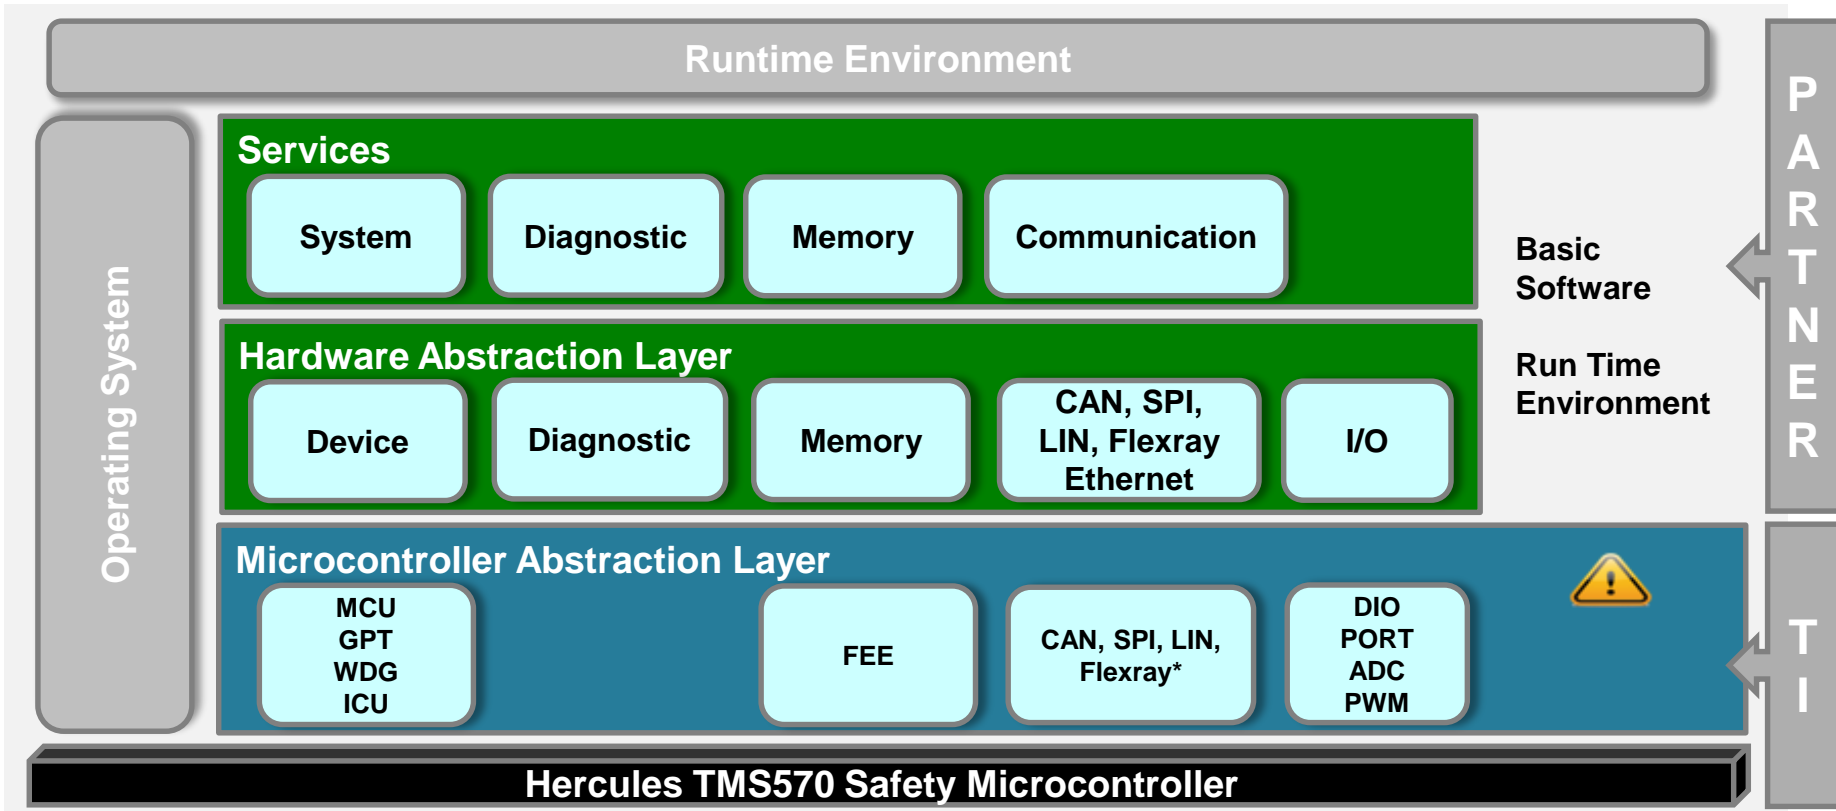 Runtime Environment
Operating System
Services
System
Diagnostic
Memory
Communication
Hardware Abstraction Layer
Device
Diagnostic
Memory
CAN, SPI,
LIN, Flexray
Ethernet
I/O
Basic
Software
Run Time
Environment
Microcontroller Abstraction Layer
MCU
GPT
WDG
ICU
FEE
CAN, SPI, LIN,
Flexray*
DIO
PORT
ADC
PWM
!
Hercules TMS570 Safety Microcontroller
P
A
R
T
N
E
R
T
I